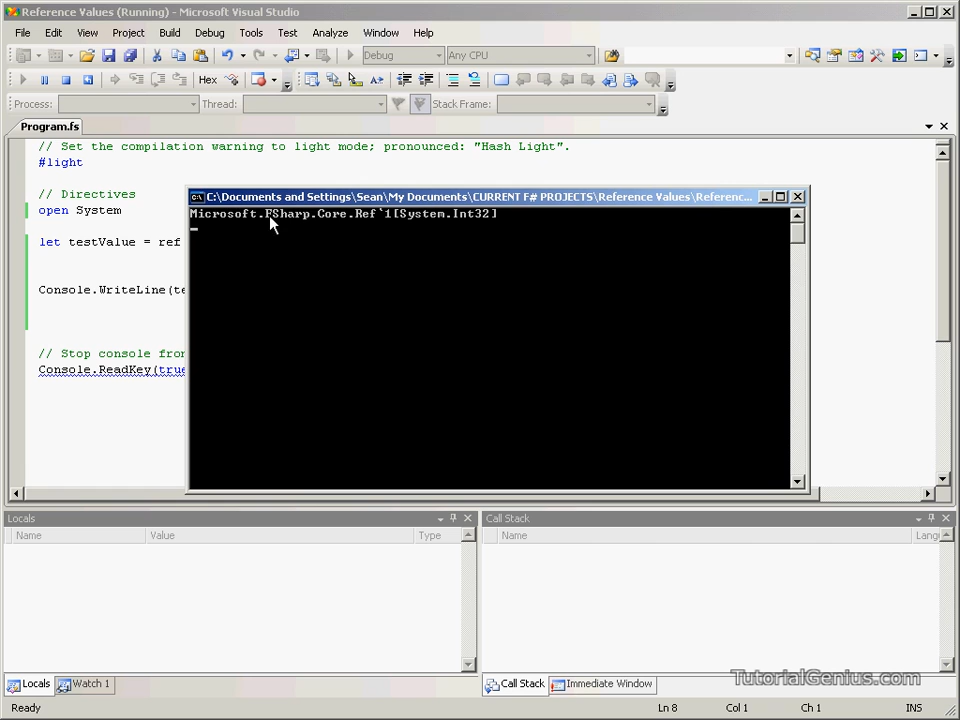 Reference Values (Running) - Microsoft Visual Studio
File Edit View Project Build Debug Tools Test Analyze Window Help
Debug Any CPU
Hex
Process: Thread: Stack Frame:
Program.fs
// Set the compilation warning to light mode; pronounced: "Hash Light".
#light
// Directives
open System
let testValue = ref
Console.WriteLine(te
// Stop console from
Console.ReadKey(true
C:\Documents and Settings\Sean\My Documents\CURRENT F# PROJECTS\Reference Values\Referenc...
Microsoft.FSharp.Core.Ref`1[System.Int32]
Locals
Name Value Type
Locals Watch 1
Call Stack
Name Langu
Call Stack Immediate Window
TutorialGenius.com
Ready Ln 8 Col 1 Ch 1 INS